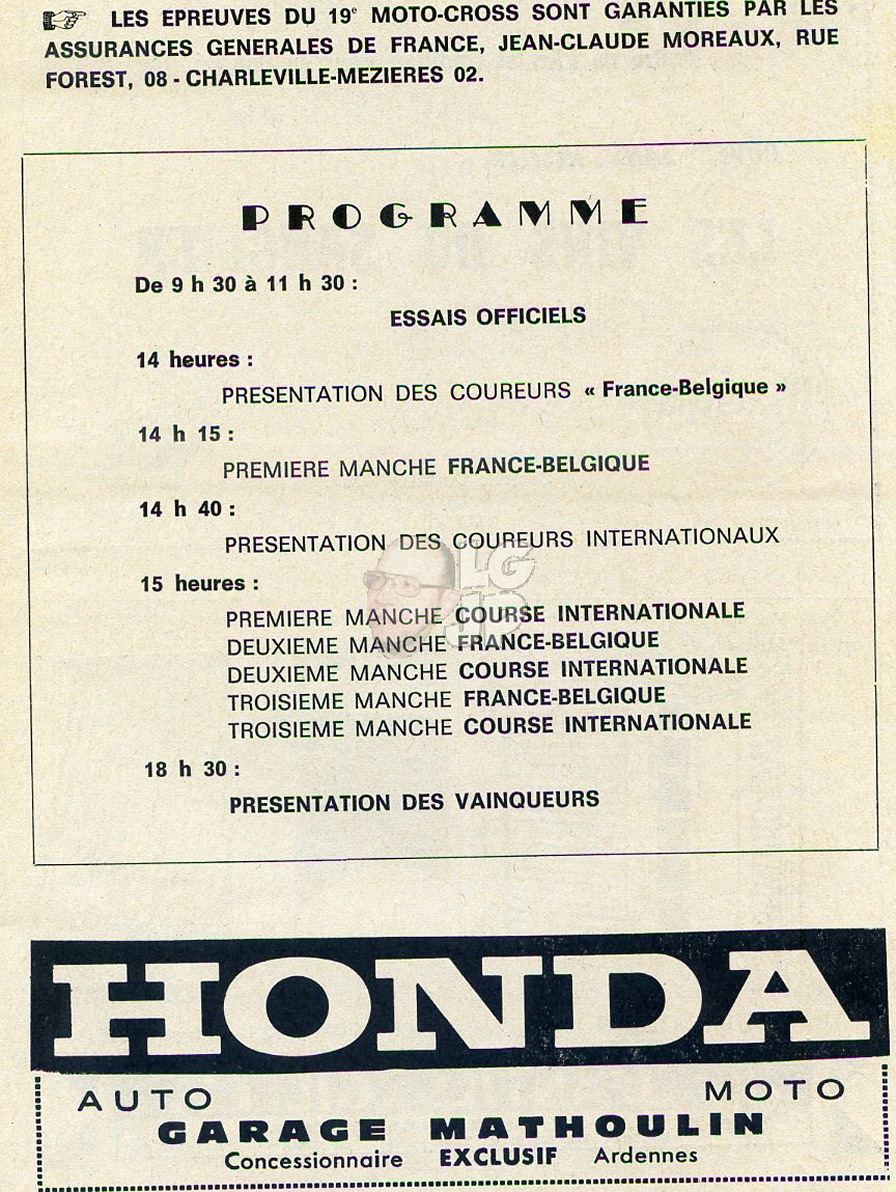 LES EPREUVES DU 19e MOTO-CROSS SONT GARANTIES PAR LES
ASSURANCES GENERALES DE FRANCE, JEAN-CLAUDE MOREAUX, RUE
FOREST, 08 - CHARLEVILLE-MEZIERES 02.
PROGRAMME
De 9 h 30 à 11 h 30 :
ESSAIS OFFICIELS
14 heures :
PRESENTATION DES COUREURS « France-Belgique »
14 h 15 :
PREMIERE MANCHE FRANCE-BELGIQUE
14 h 40 :
PRESENTATION DES COUREURS INTERNATIONAUX
15 heures :
PREMIERE MANCHE COURSE INTERNATIONALE
DEUXIEME MANCHE FRANCE-BELGIQUE
DEUXIEME MANCHE COURSE INTERNATIONALE
TROISIEME MANCHE FRANCE-BELGIQUE
TROISIEME MANCHE COURSE INTERNATIONALE
18 h 30 :
PRESENTATION DES VAINQUEURS
HONDA
AUTO MOTO
GARAGE MATHOULIN
Concessionnaire EXCLUSIF Ardennes